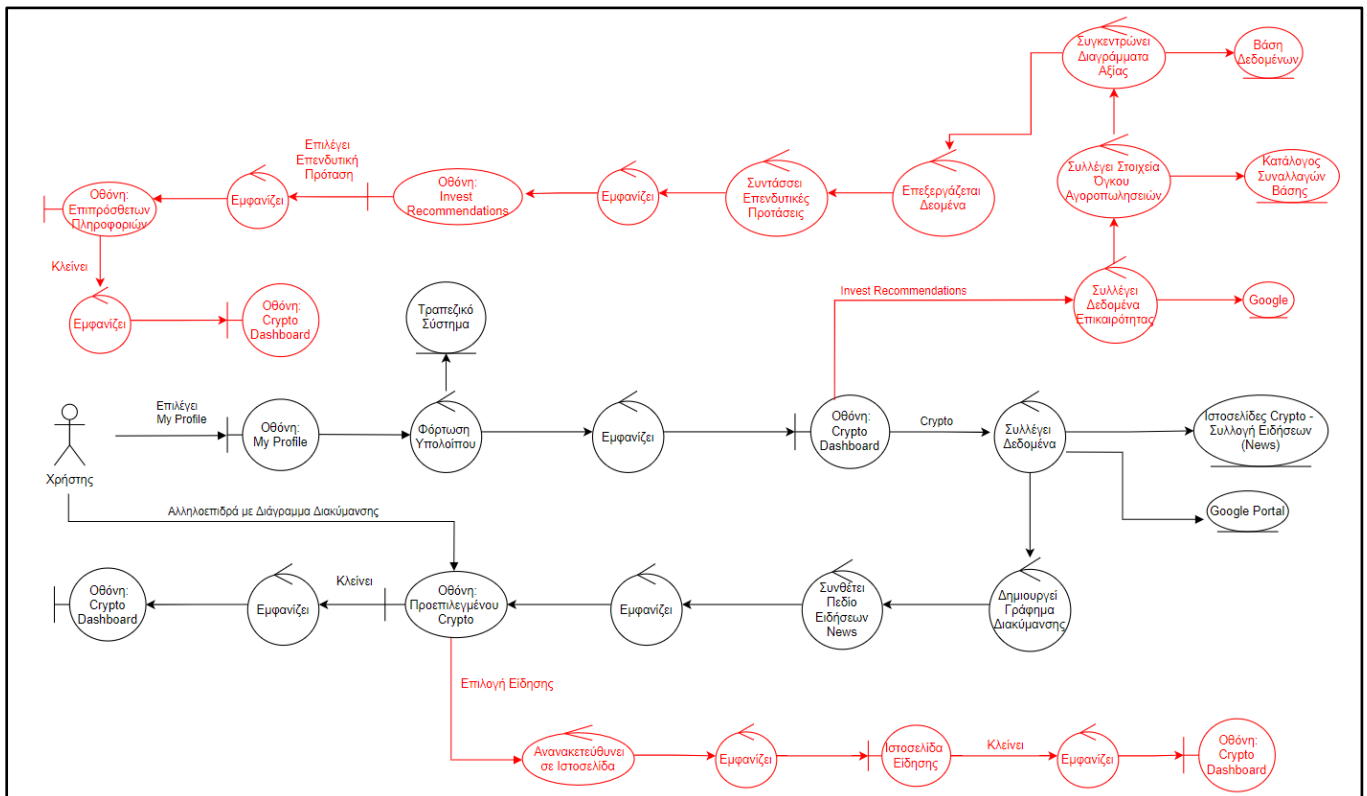 Συγκεντρώνει
Διαγράμματα
Αξίας
Βάση
Δεδομένων
Επιλέγει
Επενδυτική
Πρόταση
Οθόνη:
Επιπρόσθετων
Πληροφοριών
Εμφανίζει
Οθόνη:
Invest
Recommendations
Εμφανίζει
Συντάσσει
Επενδυτικές
Προτάσεις
Επεξεργάζεται
Δεομένα
Συλλέγει Στοιχεία
Όγκου
Αγοροπωλησειών
Κατάλογος
Συναλλαγών
Βάσης
Κλείνει
Εμφανίζει
Οθόνη:
Crypto
Dashboard
Τραπεζικό
Σύστημα
Invest Recommendations
Συλλέγει
Δεδομένα
Επικαιρότητας
Google
Χρήστης
Επιλέγει
My Profile
Οθόνη:
My Profile
Φόρτωση
Υπολοίπου
Εμφανίζει
Οθόνη:
Crypto
Dashboard
Crypto
Συλλέγει
Δεδομένα
Ιστοσελίδες Crypto -
Συλλογή Ειδήσεων
(News)
Google Portal
Αλληλοεπιδρά με Διάγραμμα Διακύμανσης
Οθόνη:
Crypto
Dashboard
Εμφανίζει
Κλείνει
Οθόνη:
Προεπιλεγμένου
Crypto
Εμφανίζει
Συνθέτει
Πεδίο
Ειδήσεων
News
Δημιουργεί
Γράφημα
Διακύμανσης
Επιλογή Είδησης
Ανανακετεύθυνει
σε Ιστοσελίδα
Εμφανίζει
Ιστοσελίδα
Είδησης
Κλείνει
Εμφανίζει
Οθόνη:
Crypto
Dashboard